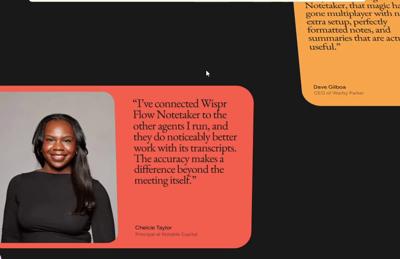 Notetaker, that magic ha
gone multiplayer with n
extra setup, perfectly
formatted notes, and
summaries that are actu
useful.”
Dave Gilboa
CEO of Warby Parker
“I’ve connected Wispr
Flow Notetaker to the
other agents I run, and
they do noticeably better
work with its transcripts.
The accuracy makes a
difference beyond the
meeting itself.”
Chelcie Taylor
Principal at Notable Capital